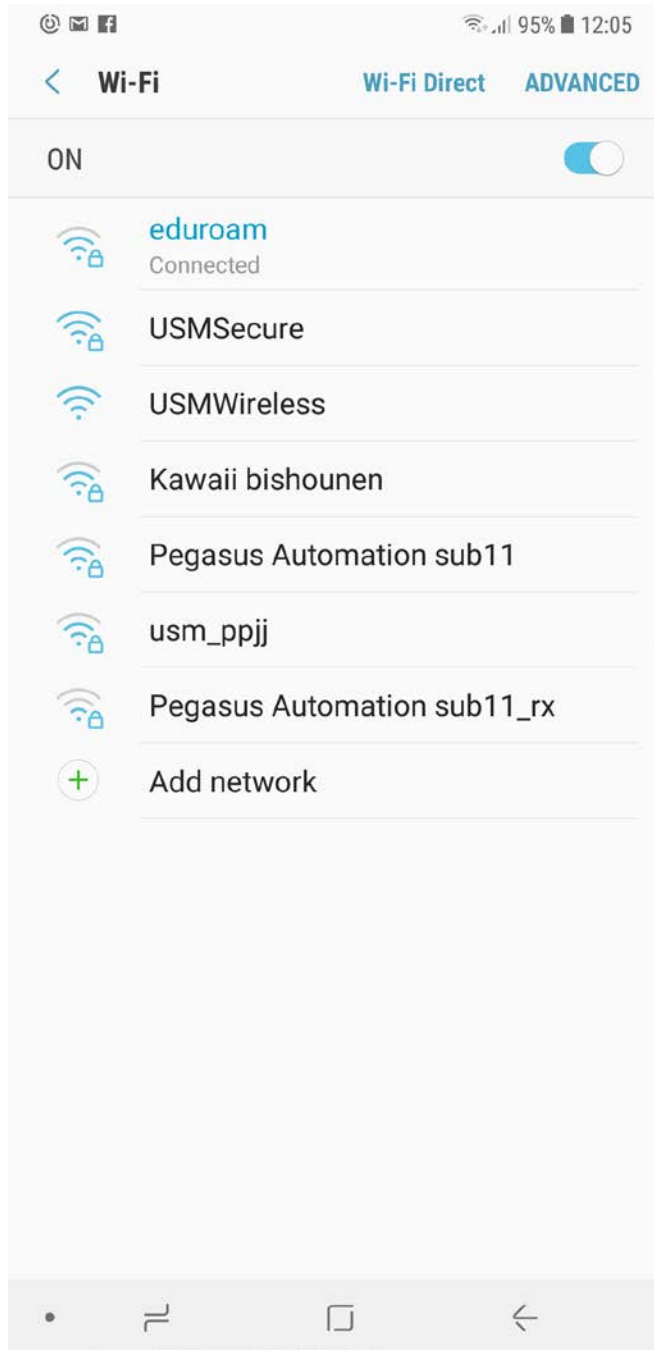 95% 12:05
Wi-Fi Wi-Fi Direct ADVANCED
ON
eduroam
Connected
USMSecure
USMWireless
Kawaii bishounen
Pegasus Automation sub11
usm_ppjj
Pegasus Automation sub11_rx
Add network